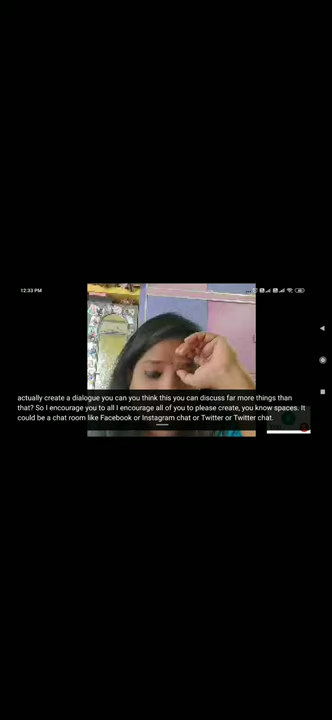 12:33 PM
actually create a dialogue you can you think this you can discuss far more things than
that? So I encourage you to all I encourage all of you to please create, you know spaces. It
could be a chat room like Facebook or Instagram chat or Twitter or Twitter chat.